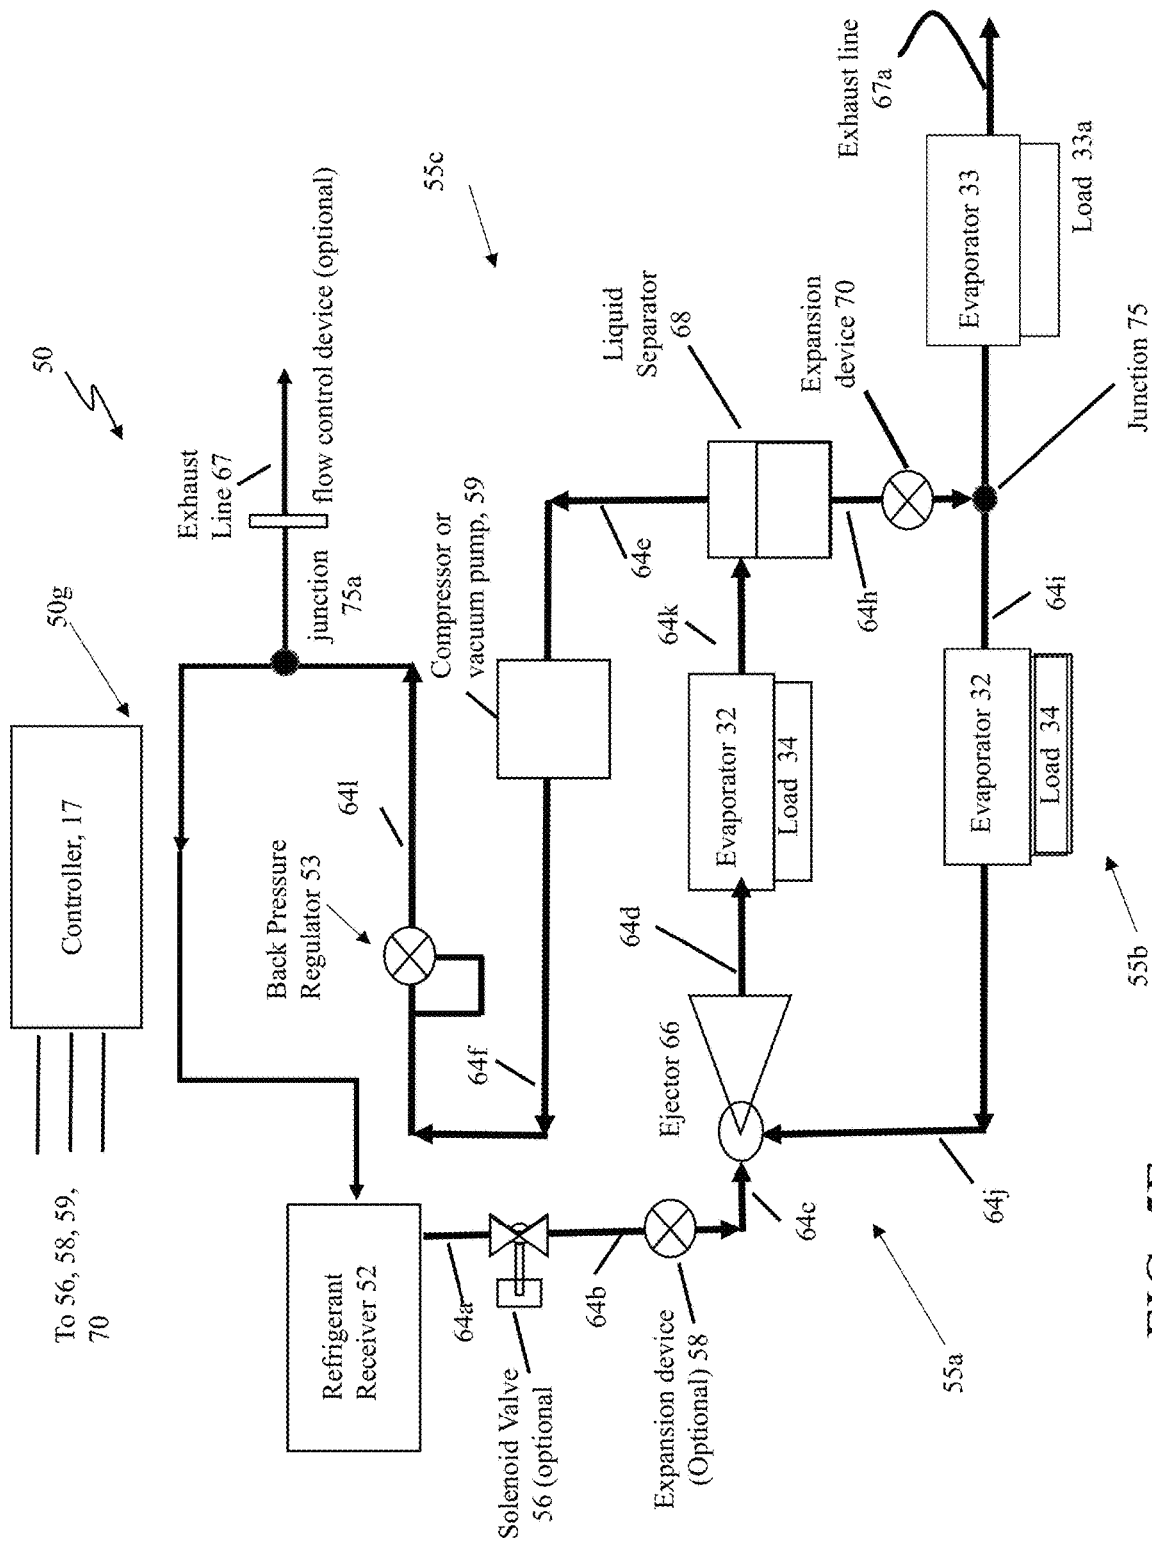 50
Controller, 17
50g
To 56, 58, 59,
70
Exhaust
Line 67
flow control device (optional)
junction
75a
55c
Back Pressure
Regulator 53
64l
Compressor or
vacuum pump, 59
64f
64e
Refrigerant
Receiver 52
64a
Solenoid Valve
56 (optional
64b
Expansion device
(Optional) 58
64c
Ejector 66
64d
Evaporator 32
Load 34
64k
Liquid
Separator
68
64h
Expansion
device 70
Exhaust line
67a
Evaporator 33
Load 33a
Junction 75
64i
Evaporator 32
Load 34
64j
55a
55b